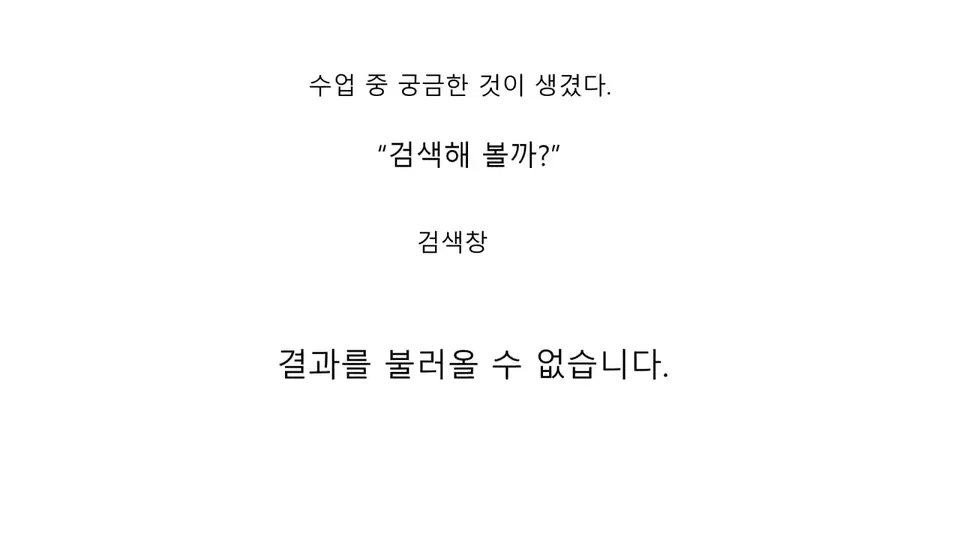 수업 중 궁금한 것이 생겼다.
“검색해 볼까?”
검색창
결과를 불러올 수 없습니다.